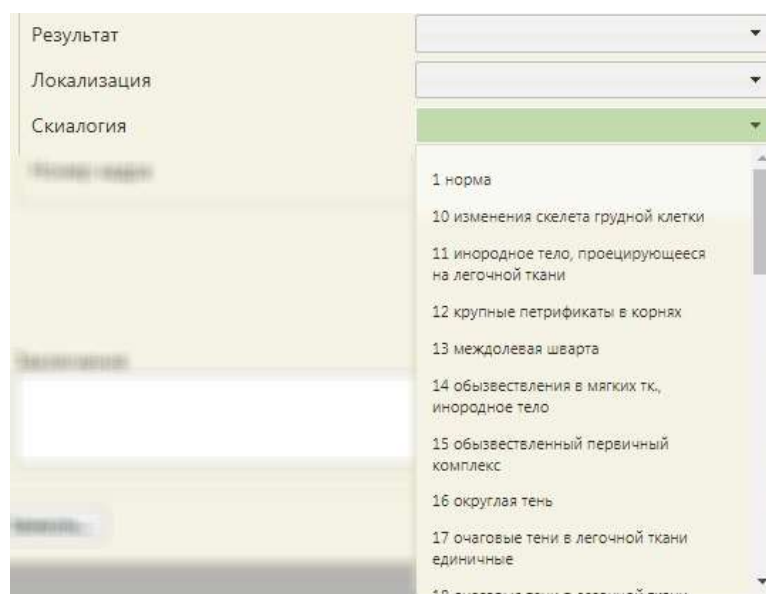 Результат
Локализация
Скиалогия
1 норма
10 изменения скелета грудной клетки
11 инородное тело, проецирующееся
на легочной ткани
12 крупные петрификаты в корнях
13 междолевая шварта
14 обызвествления в мягких тк.,
инородное тело
15 обызвествленный первичный
комплекс
16 округлая тень
17 очаговые тени в легочной ткани
единичные